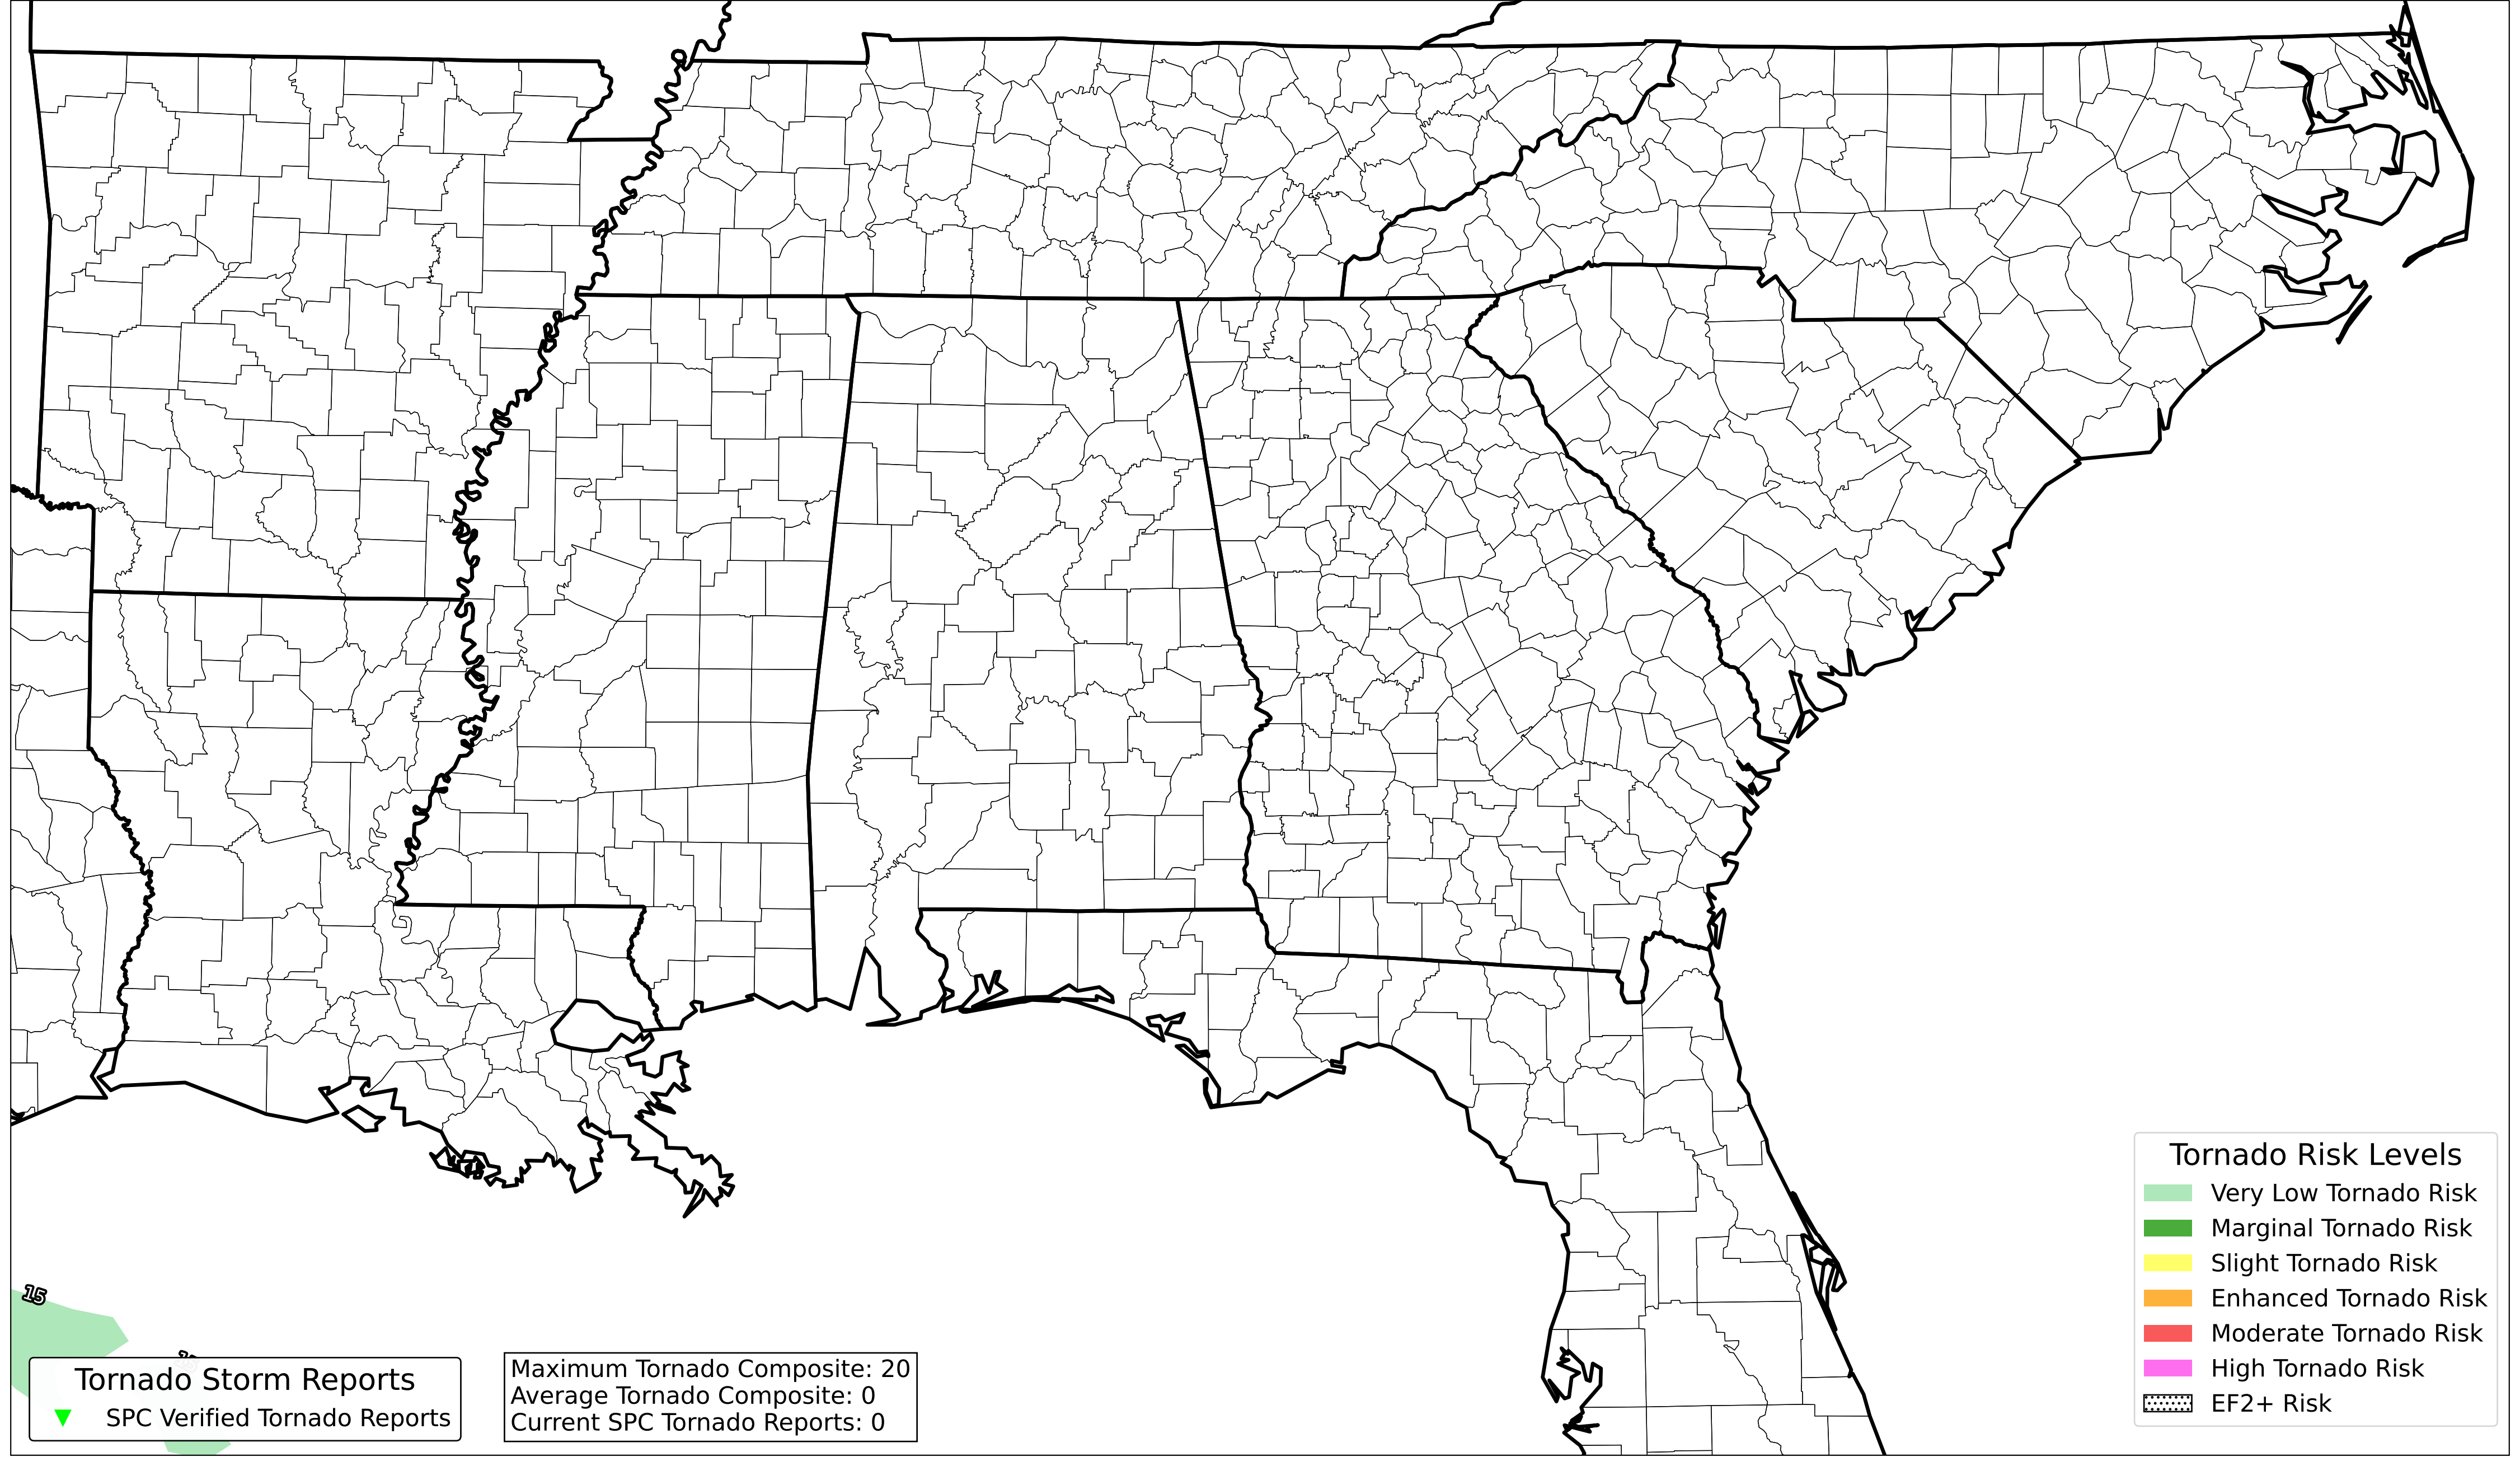 15
Tornado Storm Reports
SPC Verified Tornado Reports
Maximum Tornado Composite: 20
Average Tornado Composite: 0
Current SPC Tornado Reports: 0
Tornado Risk Levels
Very Low Tornado Risk
Marginal Tornado Risk
Slight Tornado Risk
Enhanced Tornado Risk
Moderate Tornado Risk
High Tornado Risk
EF2+ Risk